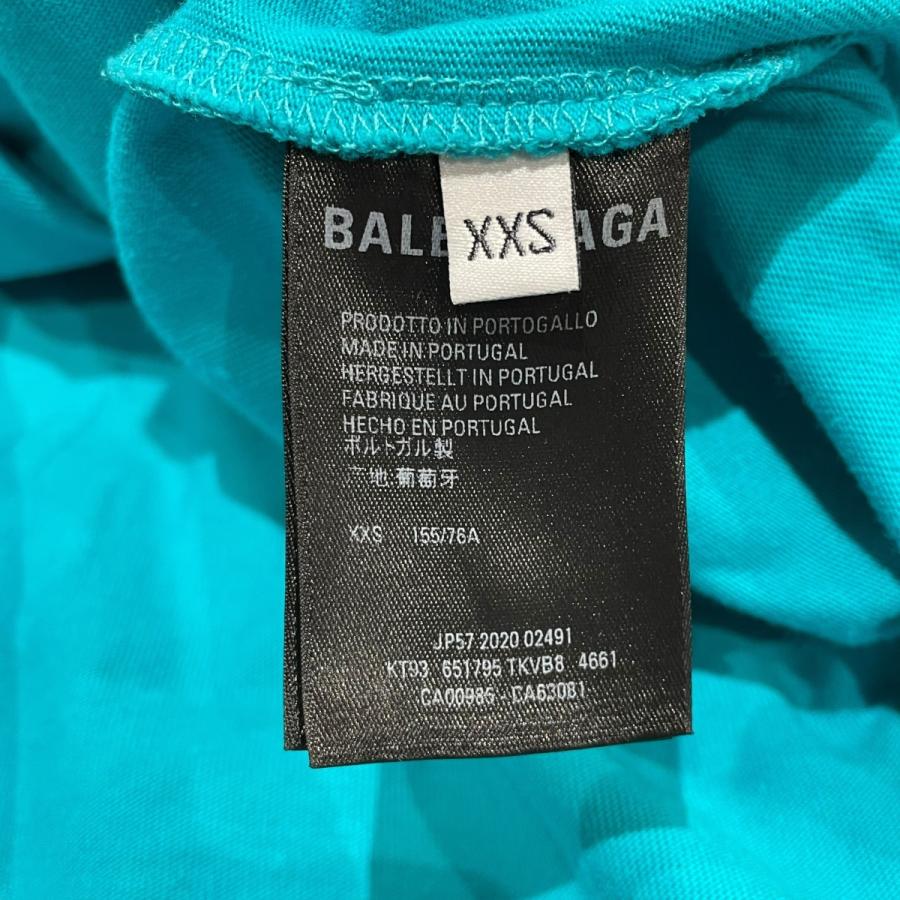 BALE AGA
XXS
PRODOTTO IN PORTOGALLO
MADE IN PORTUGAL
HERGESTELLT IN PORTUGAL
FABRIQUE AU PORTUGAL
HECHO EN PORTUGAL
ポルトガル製
产地:葡萄牙
XXS 155/76A
JP57 2020 02491
KT93 651795 TKVB8 4661
CA00985 - CA63081